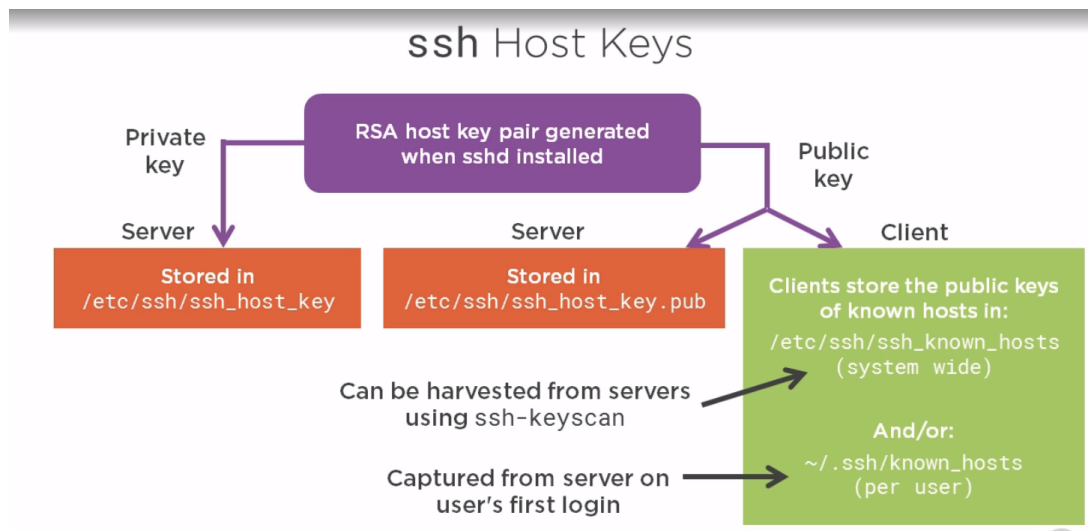 ssh Host Keys
RSA host key pair generated
when sshd installed
Private
key
Public
key
Server
Stored in
/etc/ssh/ssh_host_key
Server
Stored in
/etc/ssh/ssh_host_key.pub
Client
Clients store the public keys
of known hosts in:
/etc/ssh/ssh_known_hosts
(system wide)
Can be harvested from servers
using ssh-keyscan
And/or:
~/.ssh/known_hosts
(per user)
Captured from server on
user's first login